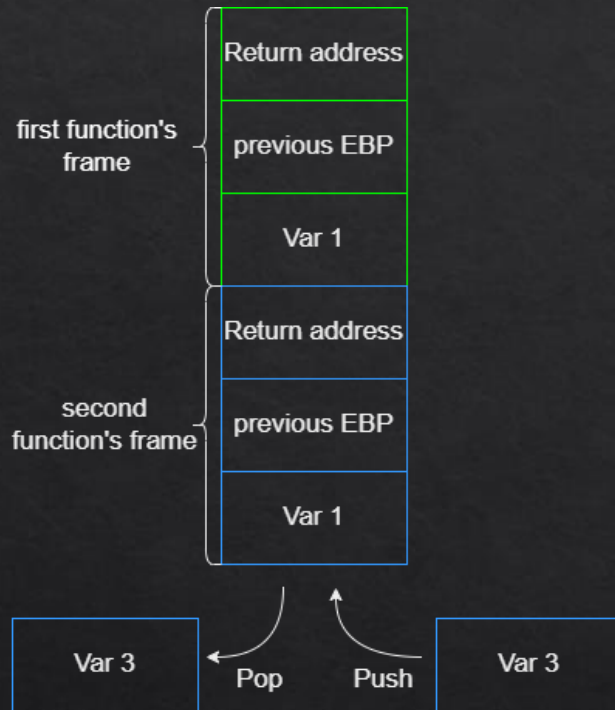 Return address
first function's
frame
previous EBP
Var 1
Return address
second
function's frame
previous EBP
Var 1
Var 3
Pop
Push
Var 3